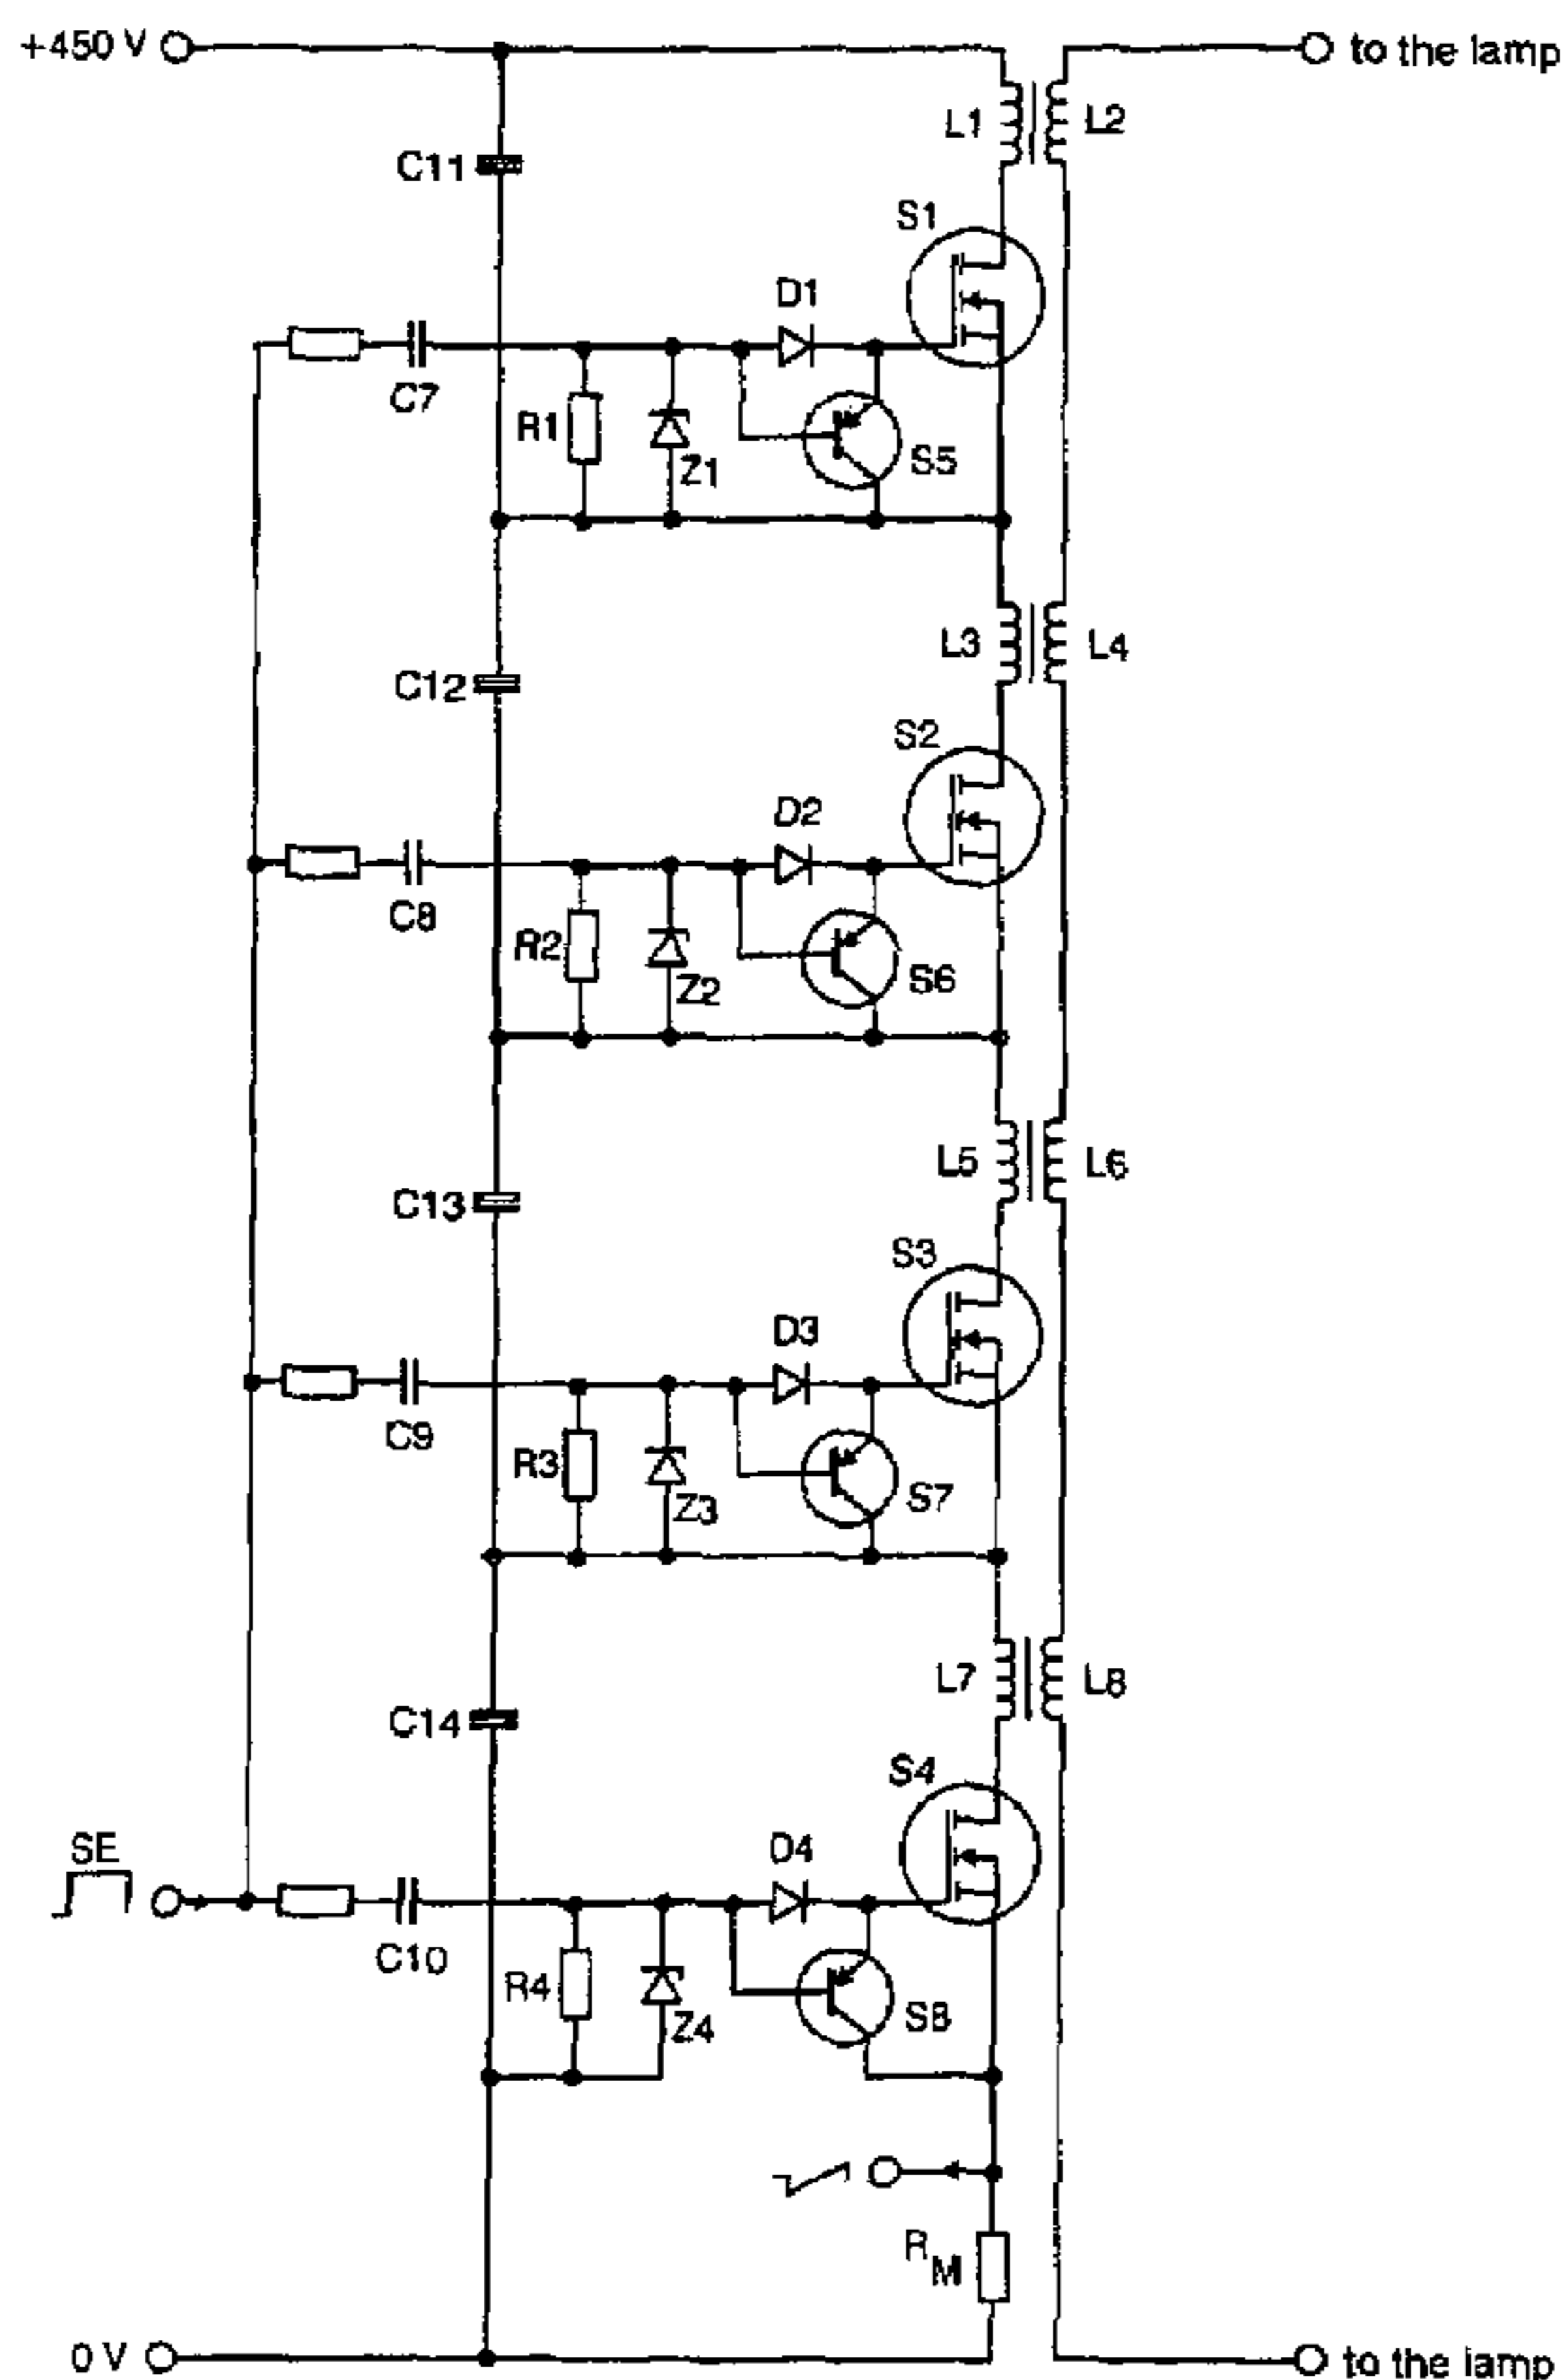 +450 V
to the lamp
L1
L2
C11
S1
D1
C7
R1
Z1
S5
L3
L4
C12
S2
D2
C8
R2
Z2
S6
L5
L6
C13
S3
D3
C9
R3
Z3
S7
L7
L8
C14
S4
SE
D4
C10
R4
Z4
S8
RM
0 V
to the lamp